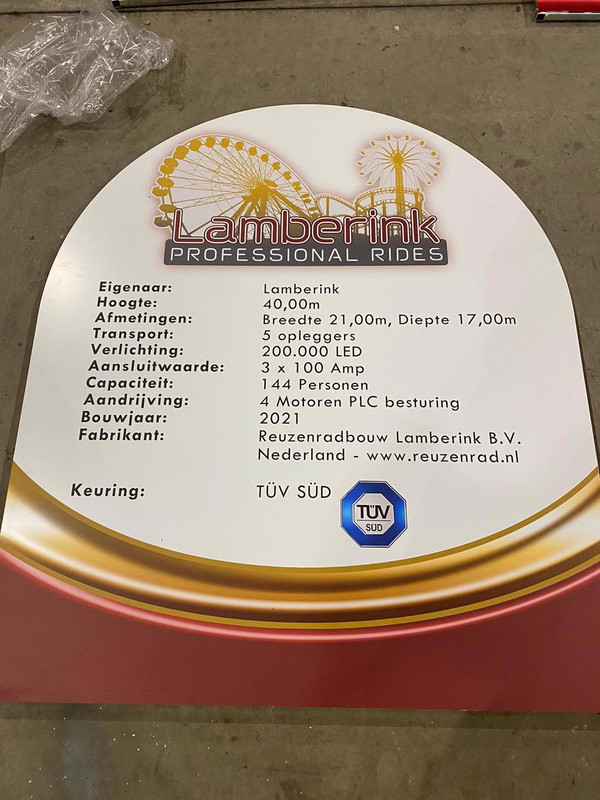 Lamberink
PROFESSIONAL RIDES
Eigenaar: Lamberink
Hoogte: 40,00m
Afmetingen: Breedte 21,00m, Diepte 17,00m
Transport: 5 opleggers
Verlichting: 200.000 LED
Aansluitwaarde: 3 x 100 Amp
Capaciteit: 144 Personen
Aandrijving: 4 Motoren PLC besturing
Bouwjaar: 2021
Fabrikant: Reuzenradbouw Lamberink B.V.
Nederland - www.reuzenrad.nl
Keuring: TÜV SÜD
TÜV
SÜD